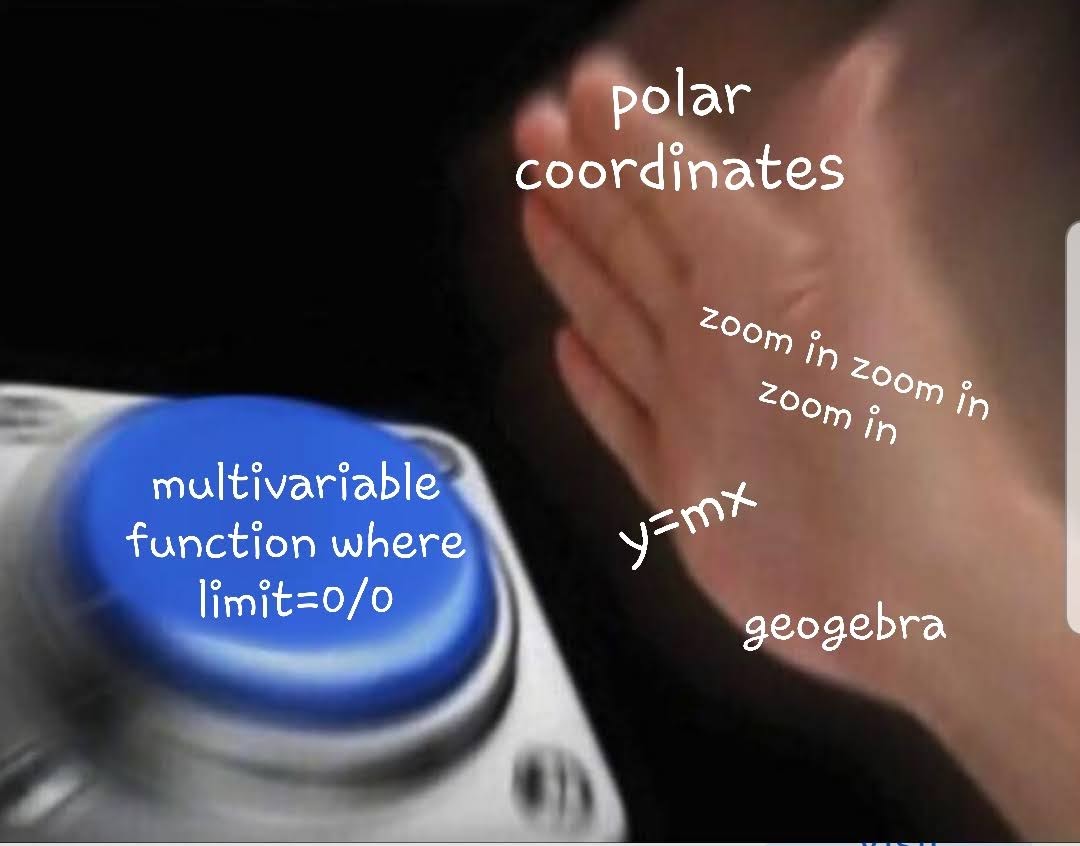 polar
coordinates
zoom in zoom in
zoom in
multivariable
function where
limit=0/0
y=mx
geogebra